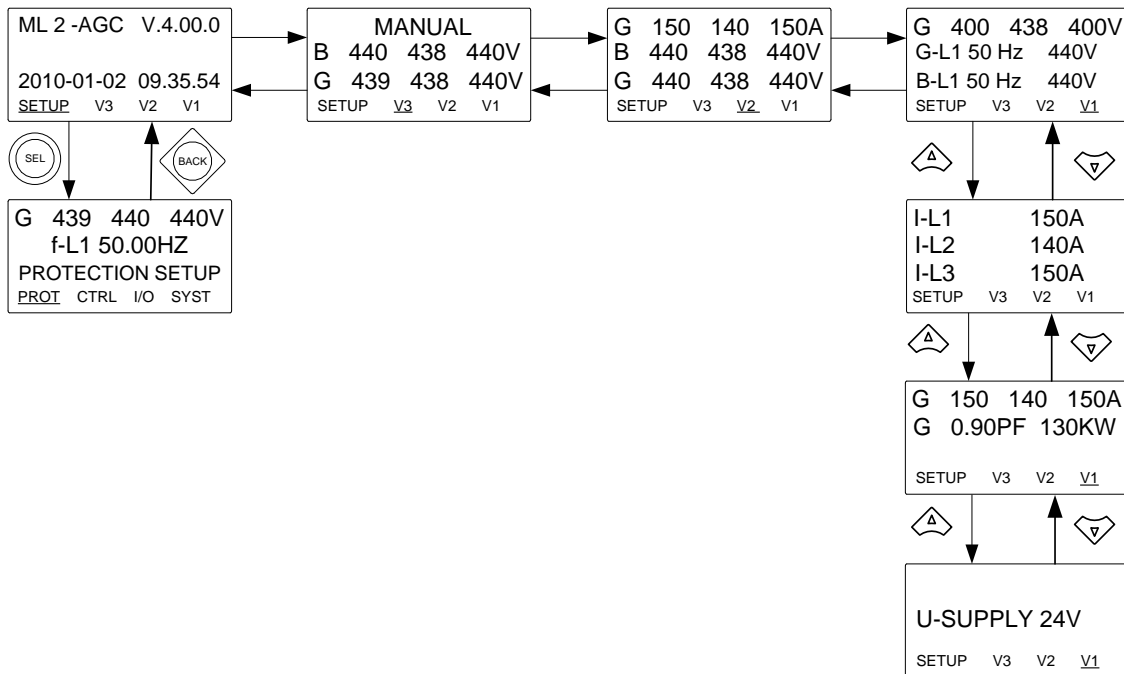 ML 2 -AGC V.4.00.0
2010-01-02 09.35.54
SETUP V3 V2 V1
MANUAL
B 440 438 440V
G 439 438 440V
SETUP V3 V2 V1
G 150 140 150A
B 440 438 440V
G 440 438 440V
SETUP V3 V2 V1
G 400 438 400V
G-L1 50 Hz 440V
B-L1 50 Hz 440V
SETUP V3 V2 V1
SEL
BACK
G 439 440 440V
f-L1 50.00HZ
PROTECTION SETUP
PROT CTRL I/O SYST
I-L1 150A
I-L2 140A
I-L3 150A
SETUP V3 V2 V1
G 150 140 150A
G 0.90PF 130KW
SETUP V3 V2 V1
U-SUPPLY 24V
SETUP V3 V2 V1